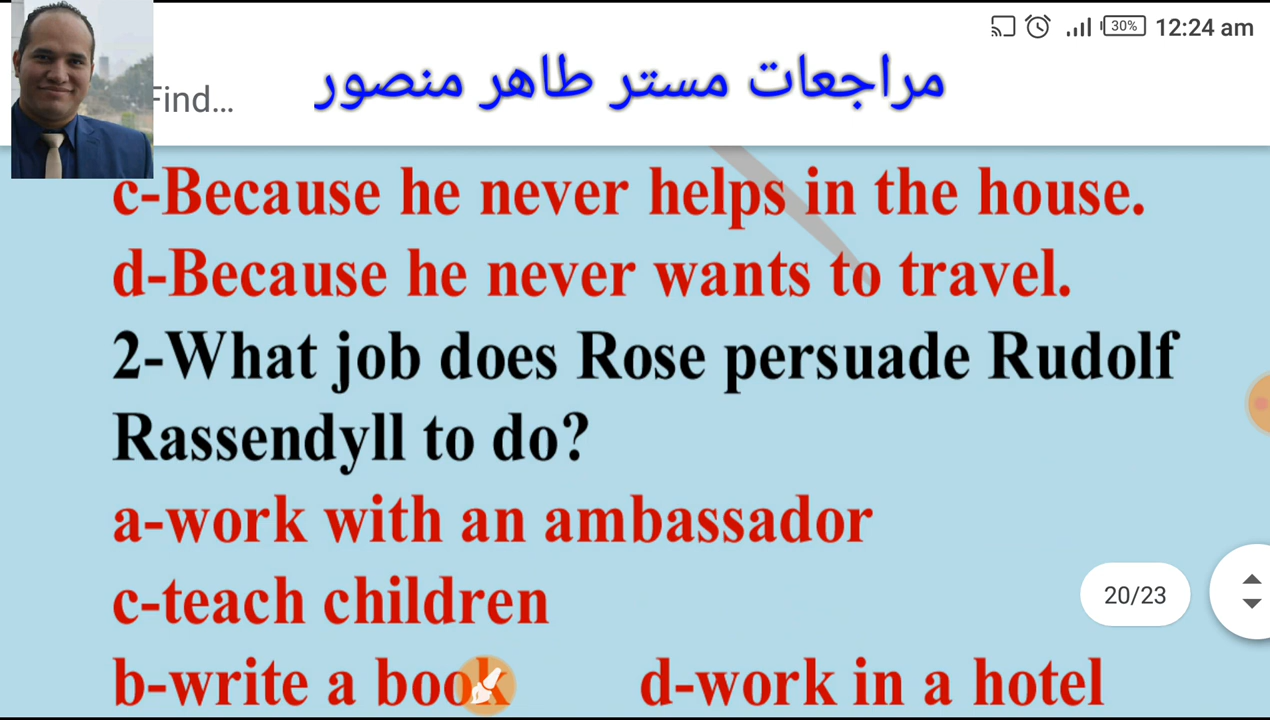 30% 12:24 am
Find...
مراجعات مستر طاهر منصور
c-Because he never helps in the house.
d-Because he never wants to travel.
2-What job does Rose persuade Rudolf
Rassendyll to do?
a-work with an ambassador
c-teach children
20/23
b-write a book d-work in a hotel